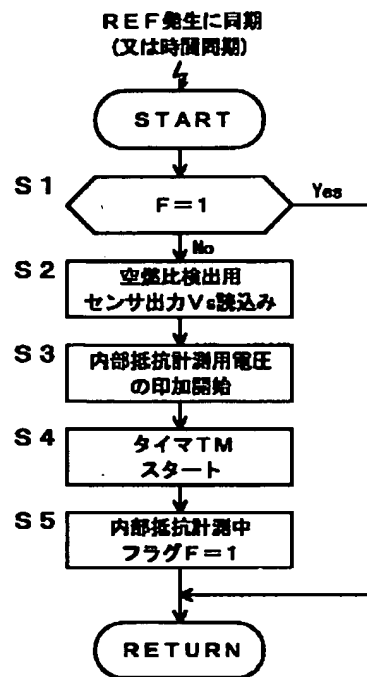 REF発生に同期
(又は時間同期)
START
S1
F=1
Yes
No
S2
空燃比検出用
センサ出力Vs読込み
S3
内部抵抗計測用電圧
の印加開始
S4
タイマTM
スタート
S5
内部抵抗計測中
フラグF=1
RETURN